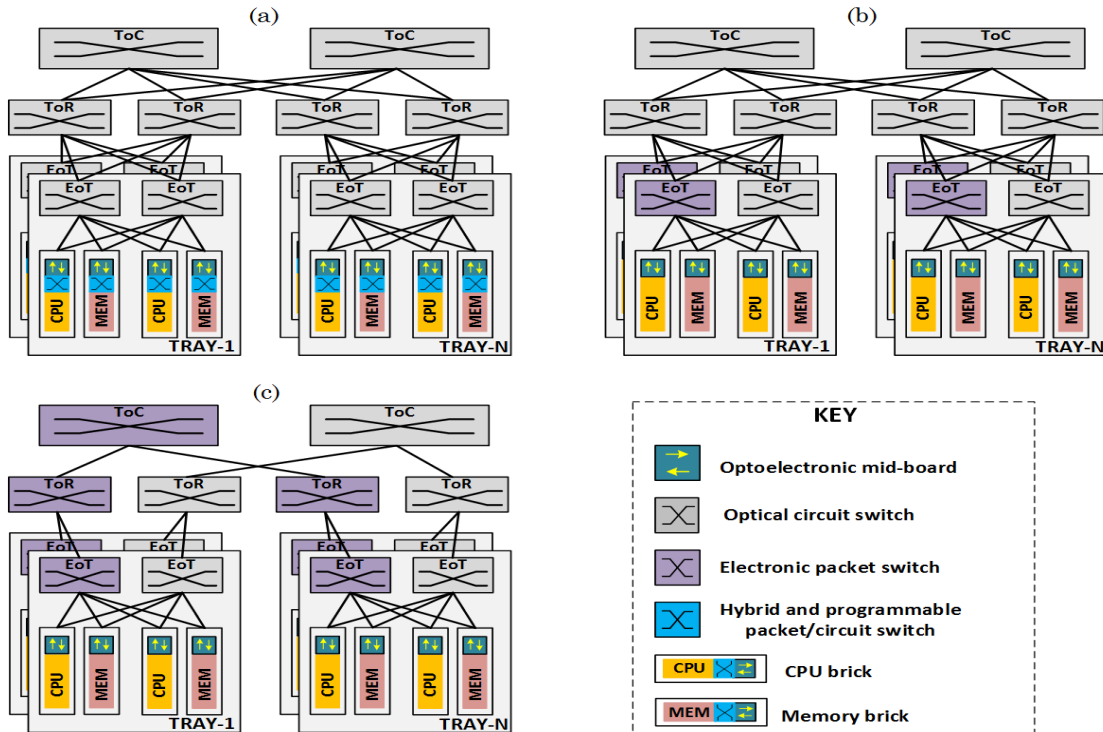 (a)
ToC
ToC
ToR
ToR
ToR
ToR
EoT
EoT
EoT
EoT
EoT
EoT
EoT
EoT
CPU
MEM
CPU
MEM
TRAY-1
CPU
MEM
CPU
MEM
TRAY-N
(b)
ToC
ToC
ToR
ToR
ToR
ToR
EoT
EoT
EoT
EoT
EoT
EoT
EoT
EoT
CPU
MEM
CPU
MEM
TRAY-1
CPU
MEM
CPU
MEM
TRAY-N
(c)
ToC
ToC
ToR
ToR
ToR
ToR
EoT
EoT
EoT
EoT
EoT
EoT
EoT
EoT
CPU
MEM
CPU
MEM
TRAY-1
CPU
MEM
CPU
MEM
TRAY-N
KEY
Optoelectronic mid-board
Optical circuit switch
Electronic packet switch
Hybrid and programmable
packet/circuit switch
CPU
CPU brick
MEM
Memory brick